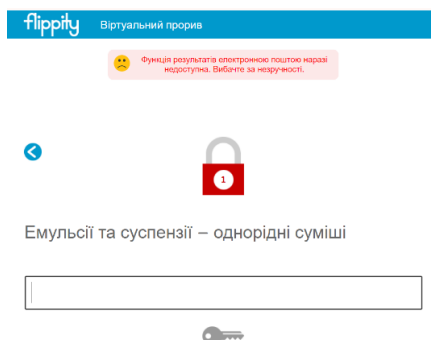 flippity Віртуальний прорив
Функція результатів електронною поштою наразі
недоступна. Вибачте за незручності.
1
Емульсії та суспензії – однорідні суміші